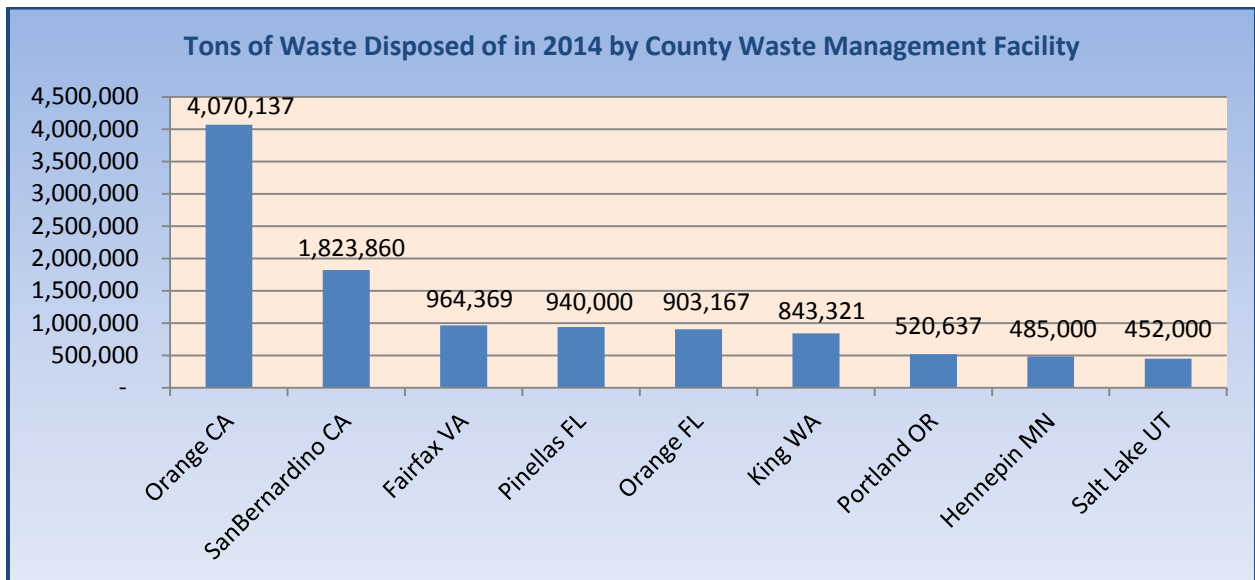 Tons of Waste Disposed of in 2014 by County Waste Management Facility
4,500,000
4,000,000
3,500,000
3,000,000
2,500,000
2,000,000
1,500,000
1,000,000
500,000
-
4,070,137
1,823,860
964,369
940,000
903,167
843,321
520,637
485,000
452,000
Orange CA
SanBernardino CA
Fairfax VA
Pinellas FL
Orange FL
King WA
Portland OR
Hennepin MN
Salt Lake UT